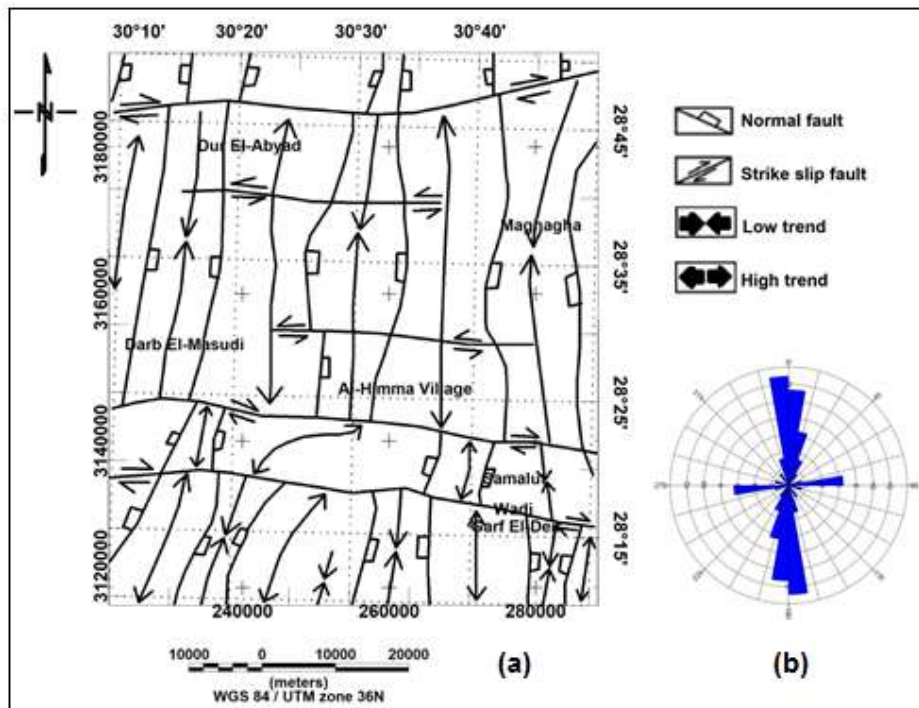 30°10' 30°20' 30°30' 30°40'
N
3180000
3160000
3140000
3120000
28°45'
28°35'
28°25'
28°15'
Dur El-Abyad
Maghagha
Darb El-Masudi
Al-Himma Village
Samalut
Wadi
Garf El-Deir
240000 260000 280000
10000 0 10000 20000
(meters)
WGS 84 / UTM zone 36N
(a)
Normal fault
Strike slip fault
Low trend
High trend
(b)